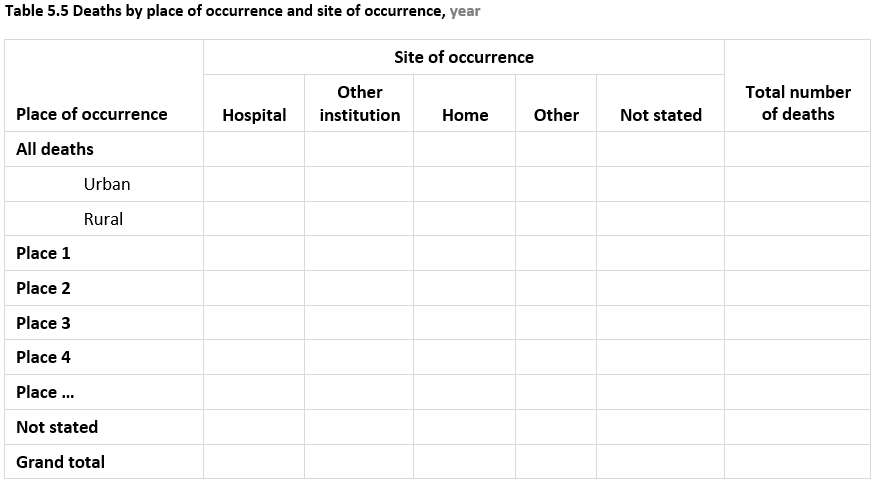 Table 5.5 Deaths by place of occurrence and site of occurrence, year
Site of occurrence
Place of occurrence
Hospital
Other
institution
Home
Other
Not stated
Total number
of deaths
All deaths
Urban
Rural
Place 1
Place 2
Place 3
Place 4
Place ...
Not stated
Grand total